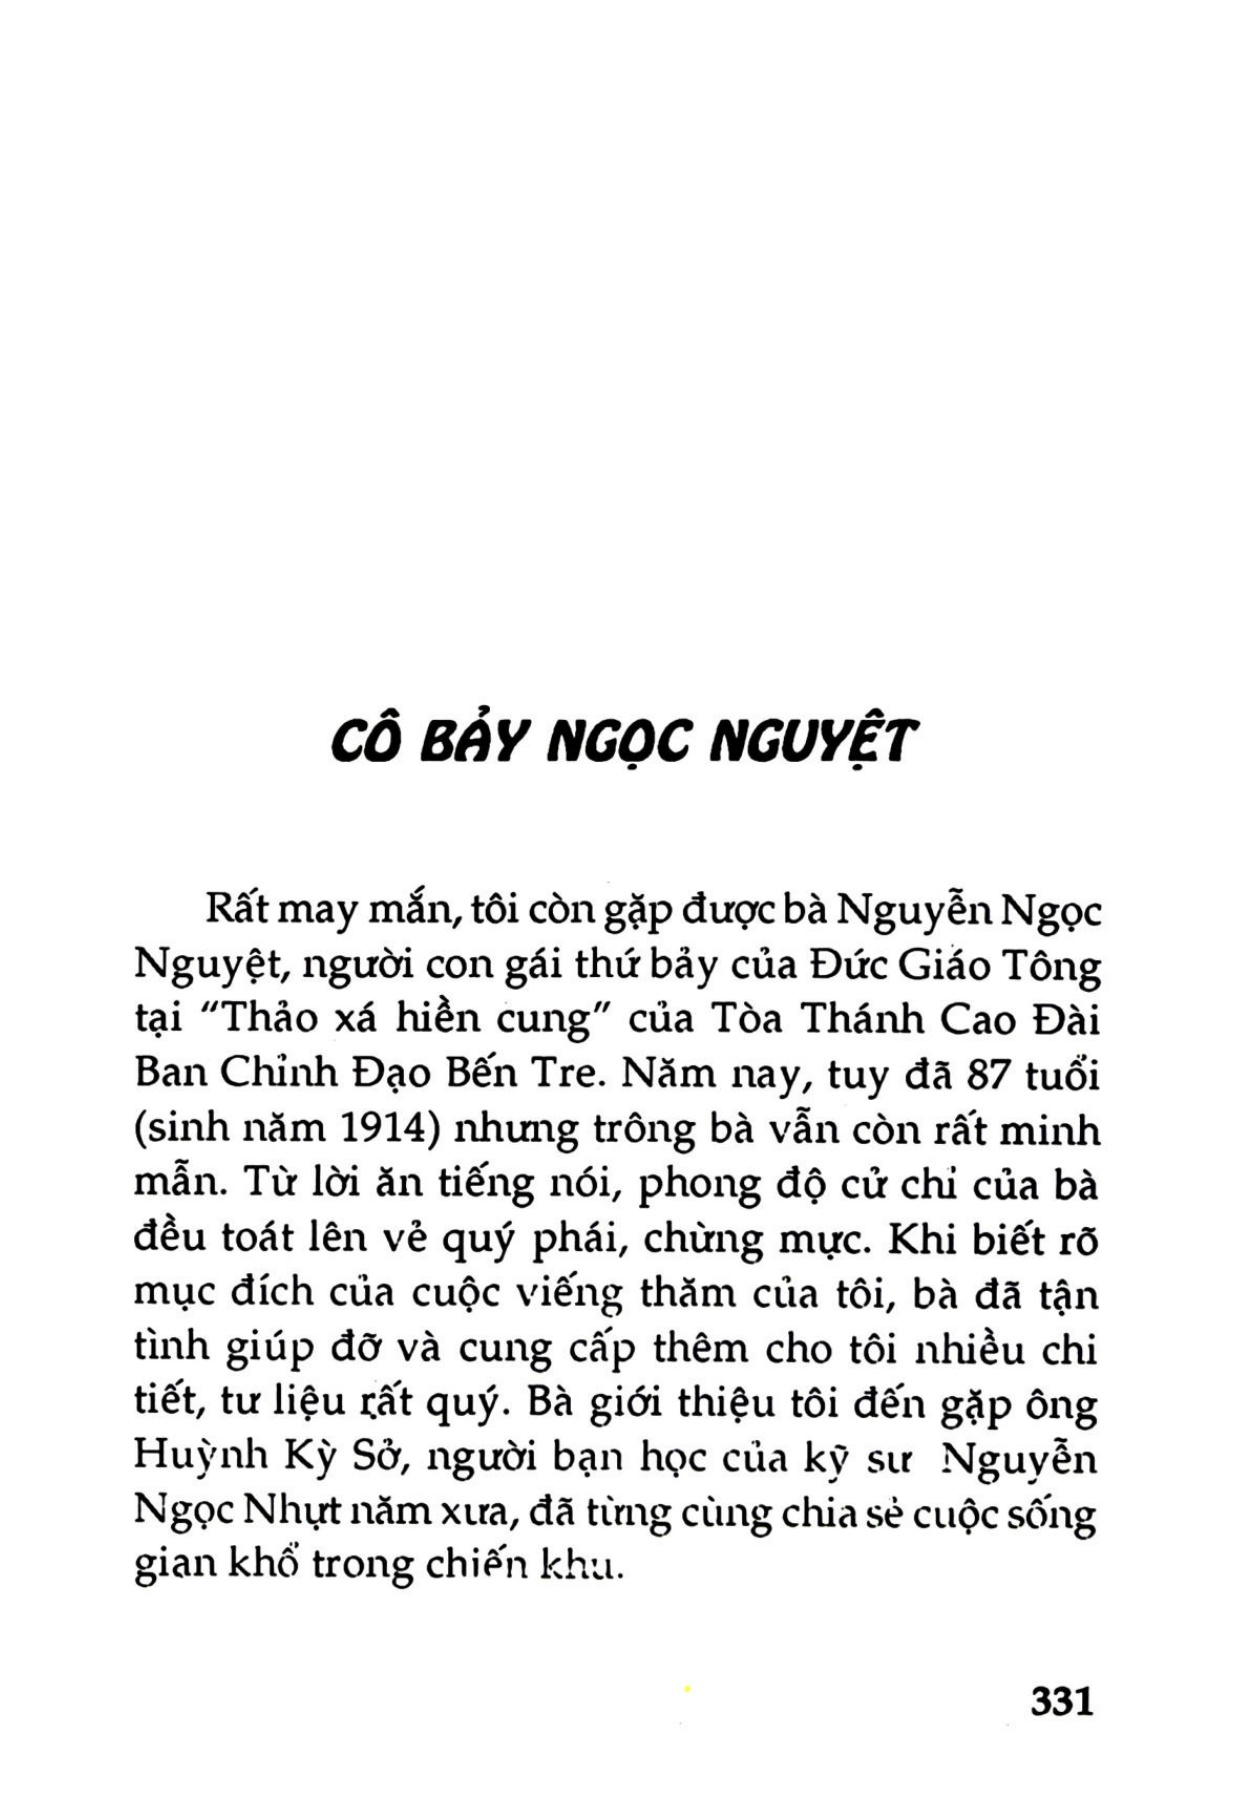 CÔ BẢY NGỌC NGUYỆT
Rất may mắn, tôi còn gặp được bà Nguyễn Ngọc
Nguyệt, người con gái thứ bảy của Đức Giáo Tông
tại "Thảo xá hiền cung" của Tòa Thánh Cao Đài
Ban Chỉnh Đạo Bến Tre. Năm nay, tuy đã 87 tuổi
(sinh năm 1914) nhưng trông bà vẫn còn rất minh
mẫn. Từ lời ăn tiếng nói, phong độ cử chỉ của bà
đều toát lên vẻ quý phái, chừng mực. Khi biết rõ
mục đích của cuộc viếng thăm của tôi, bà đã tận
tình giúp đỡ và cung cấp thêm cho tôi nhiều chi
tiết, tư liệu rất quý. Bà giới thiệu tôi đến gặp ông
Huỳnh Kỳ Sở, người bạn học của kỹ sư Nguyễn
Ngọc Nhựt năm xưa, đã từng cùng chia sẻ cuộc sống
gian khổ trong chiến khu.
331